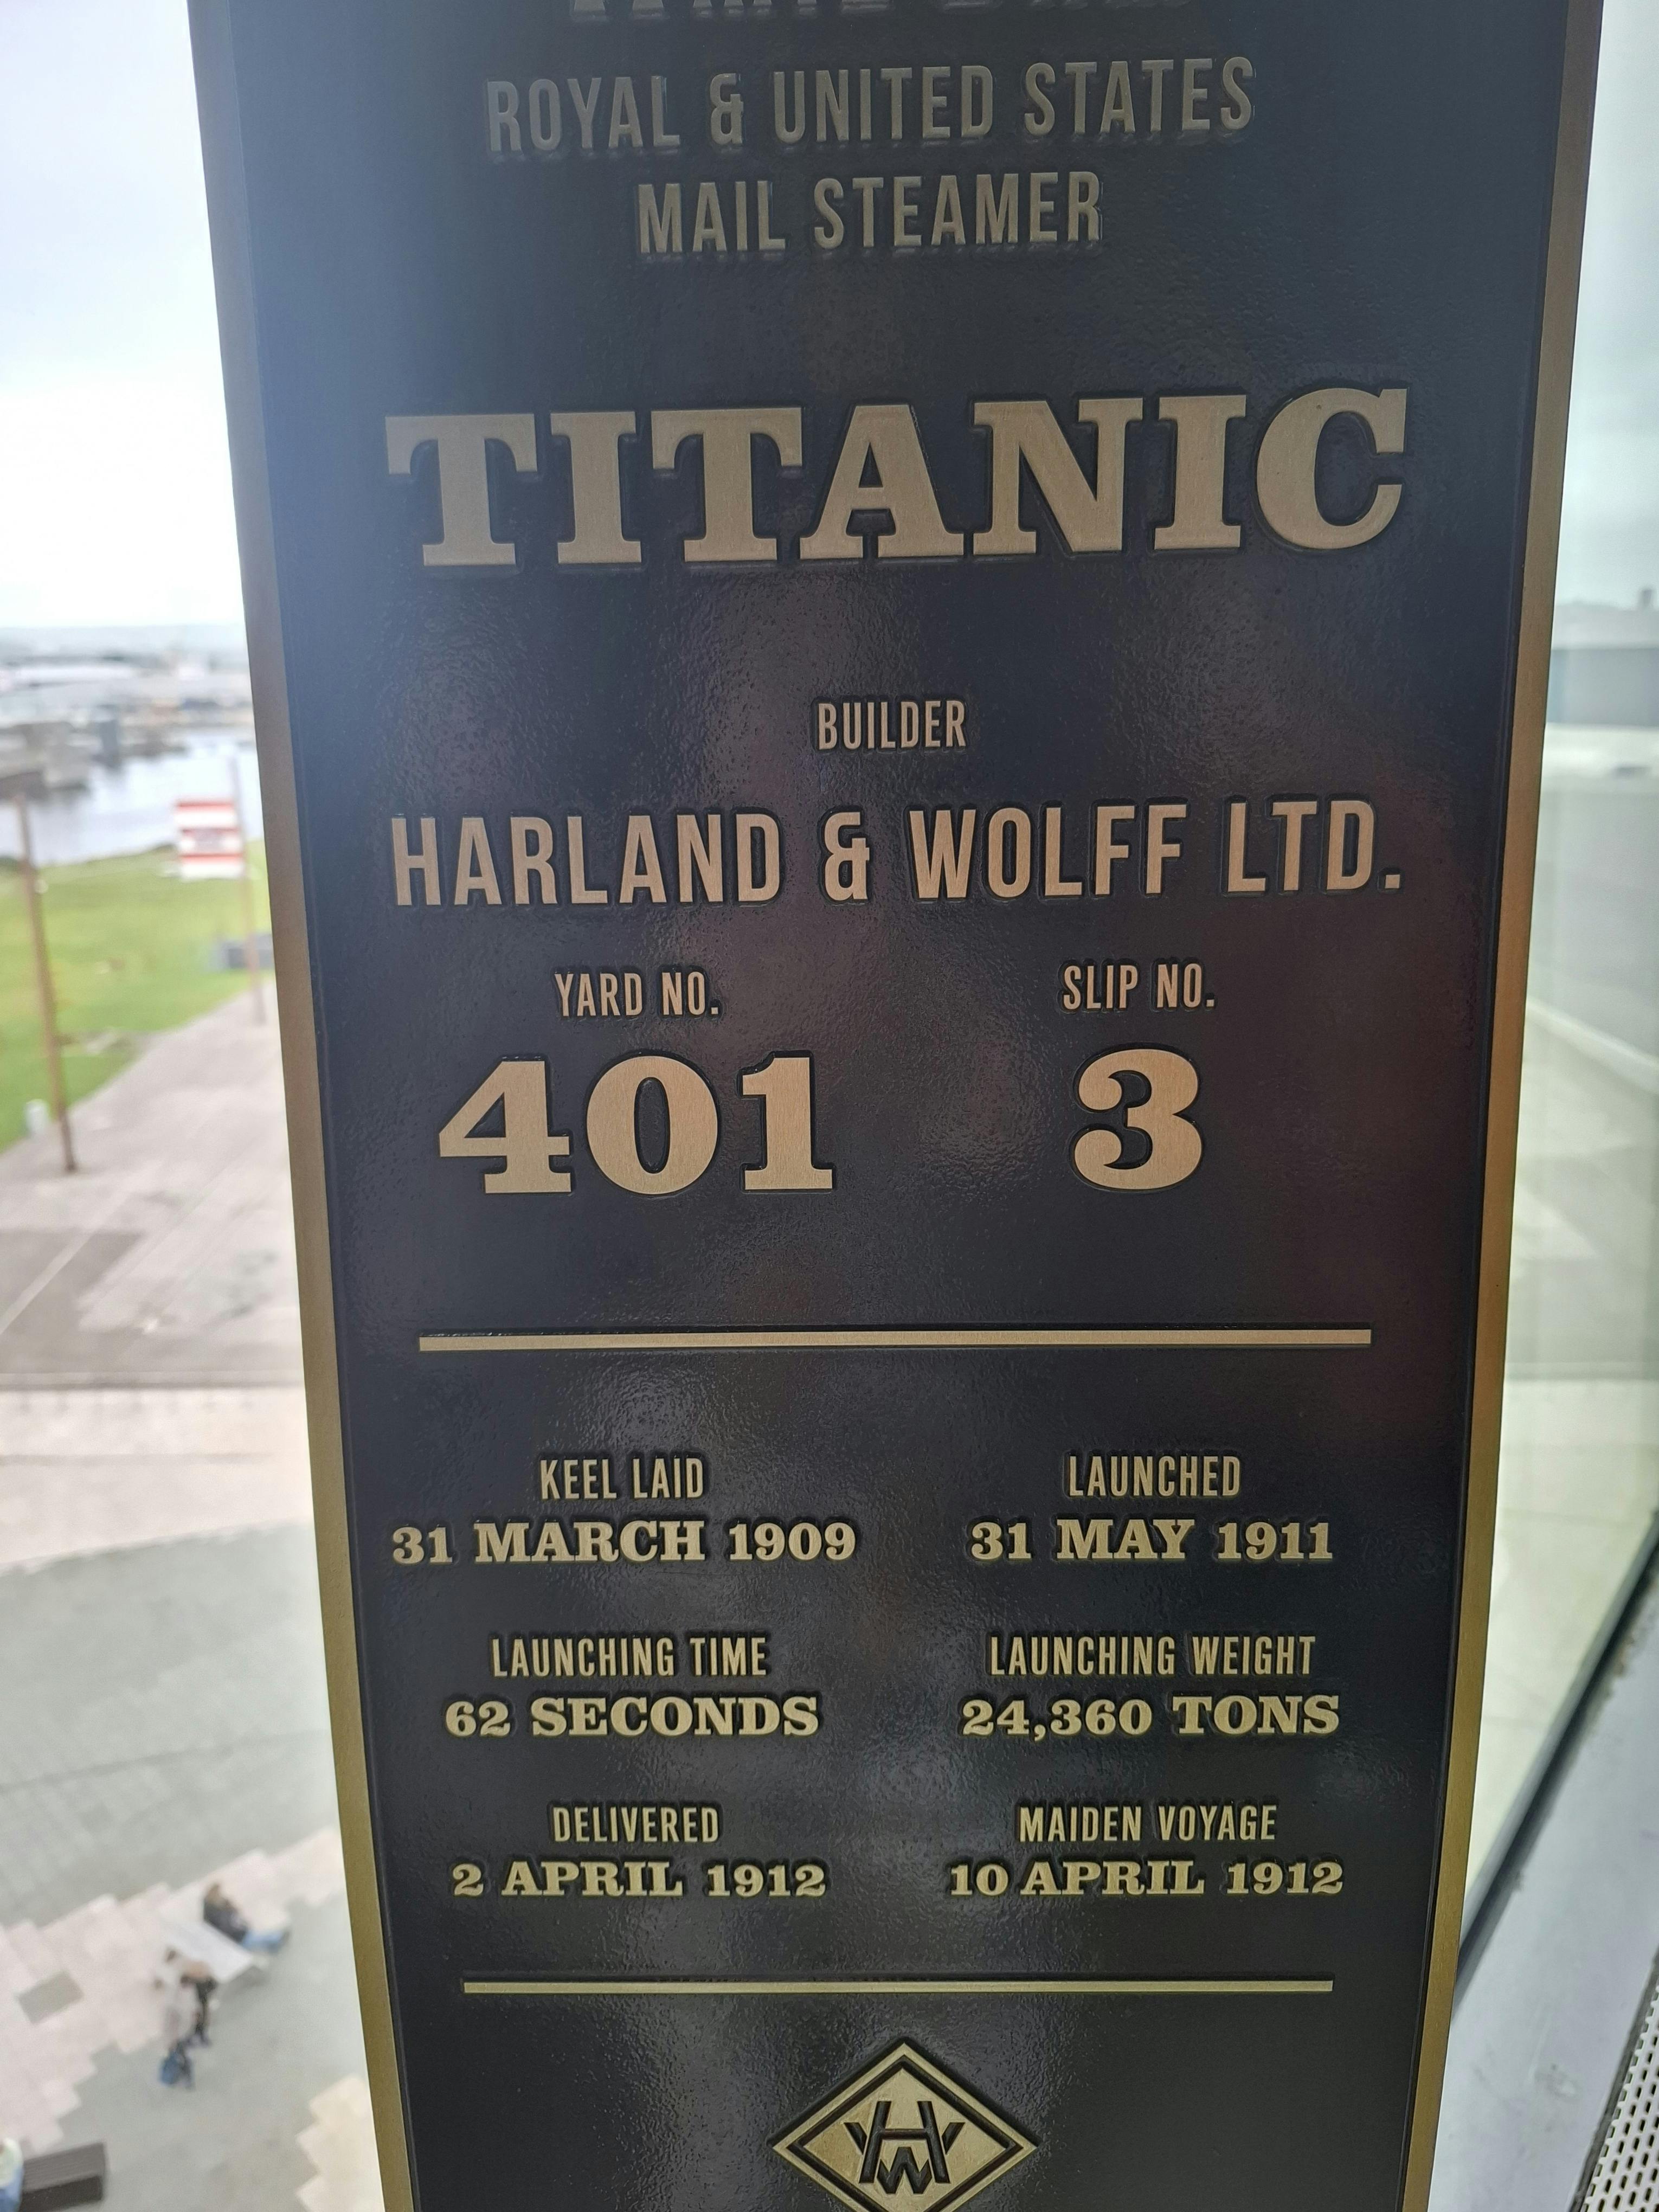 ROYAL & UNITED STATES
MAIL STEAMER
TITANIC
BUILDER
HARLAND & WOLFF LTD.
YARD NO. SLIP NO.
401 3
KEEL LAID LAUNCHED
31 MARCH 1909 31 MAY 1911
LAUNCHING TIME LAUNCHING WEIGHT
62 SECONDS 24,360 TONS
DELIVERED MAIDEN VOYAGE
2 APRIL 1912 10 APRIL 1912
HW